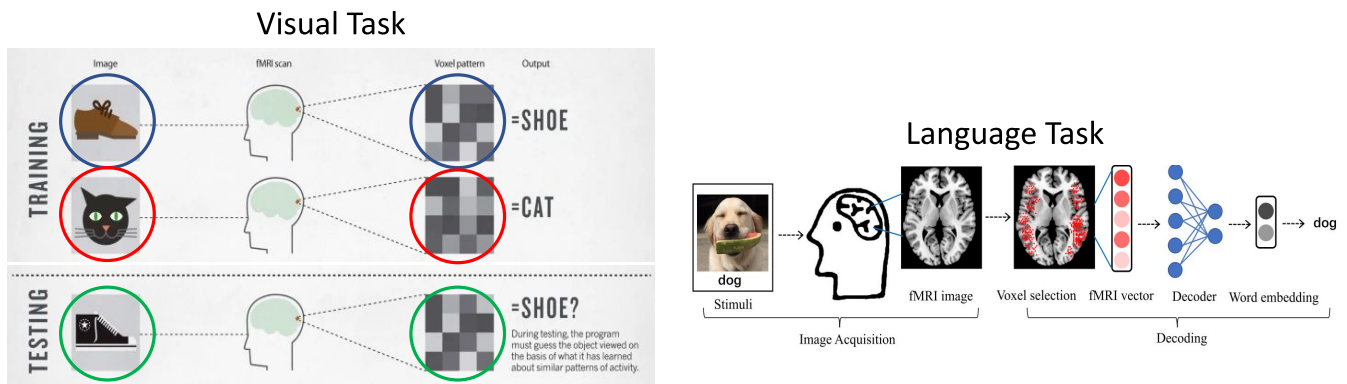 Visual Task
Image
fMRI scan
Voxel pattern
Output
TRAINING
=SHOE
=CAT
TESTING
=SHOE?
During testing, the program
must guess the object viewed on
the basis of what it has learned
about similar patterns of activity.
Language Task
dog
Stimuli
fMRI image
Voxel selection
fMRI vector
Decoder
Word embedding
dog
Image Acquisition
Decoding